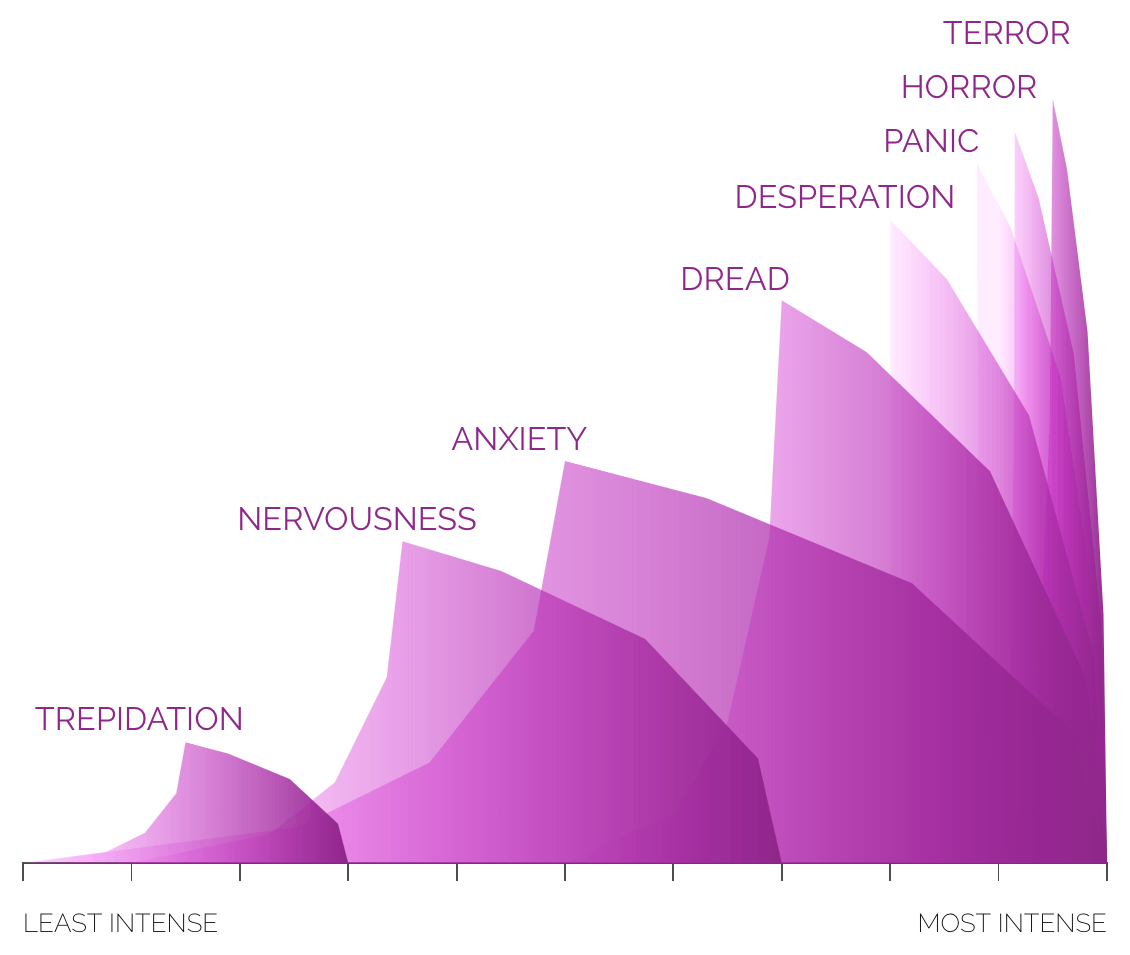 TERROR
HORROR
PANIC
DESPERATION
DREAD
ANXIETY
NERVOUSNESS
TREPIDATION
LEAST INTENSE
MOST INTENSE